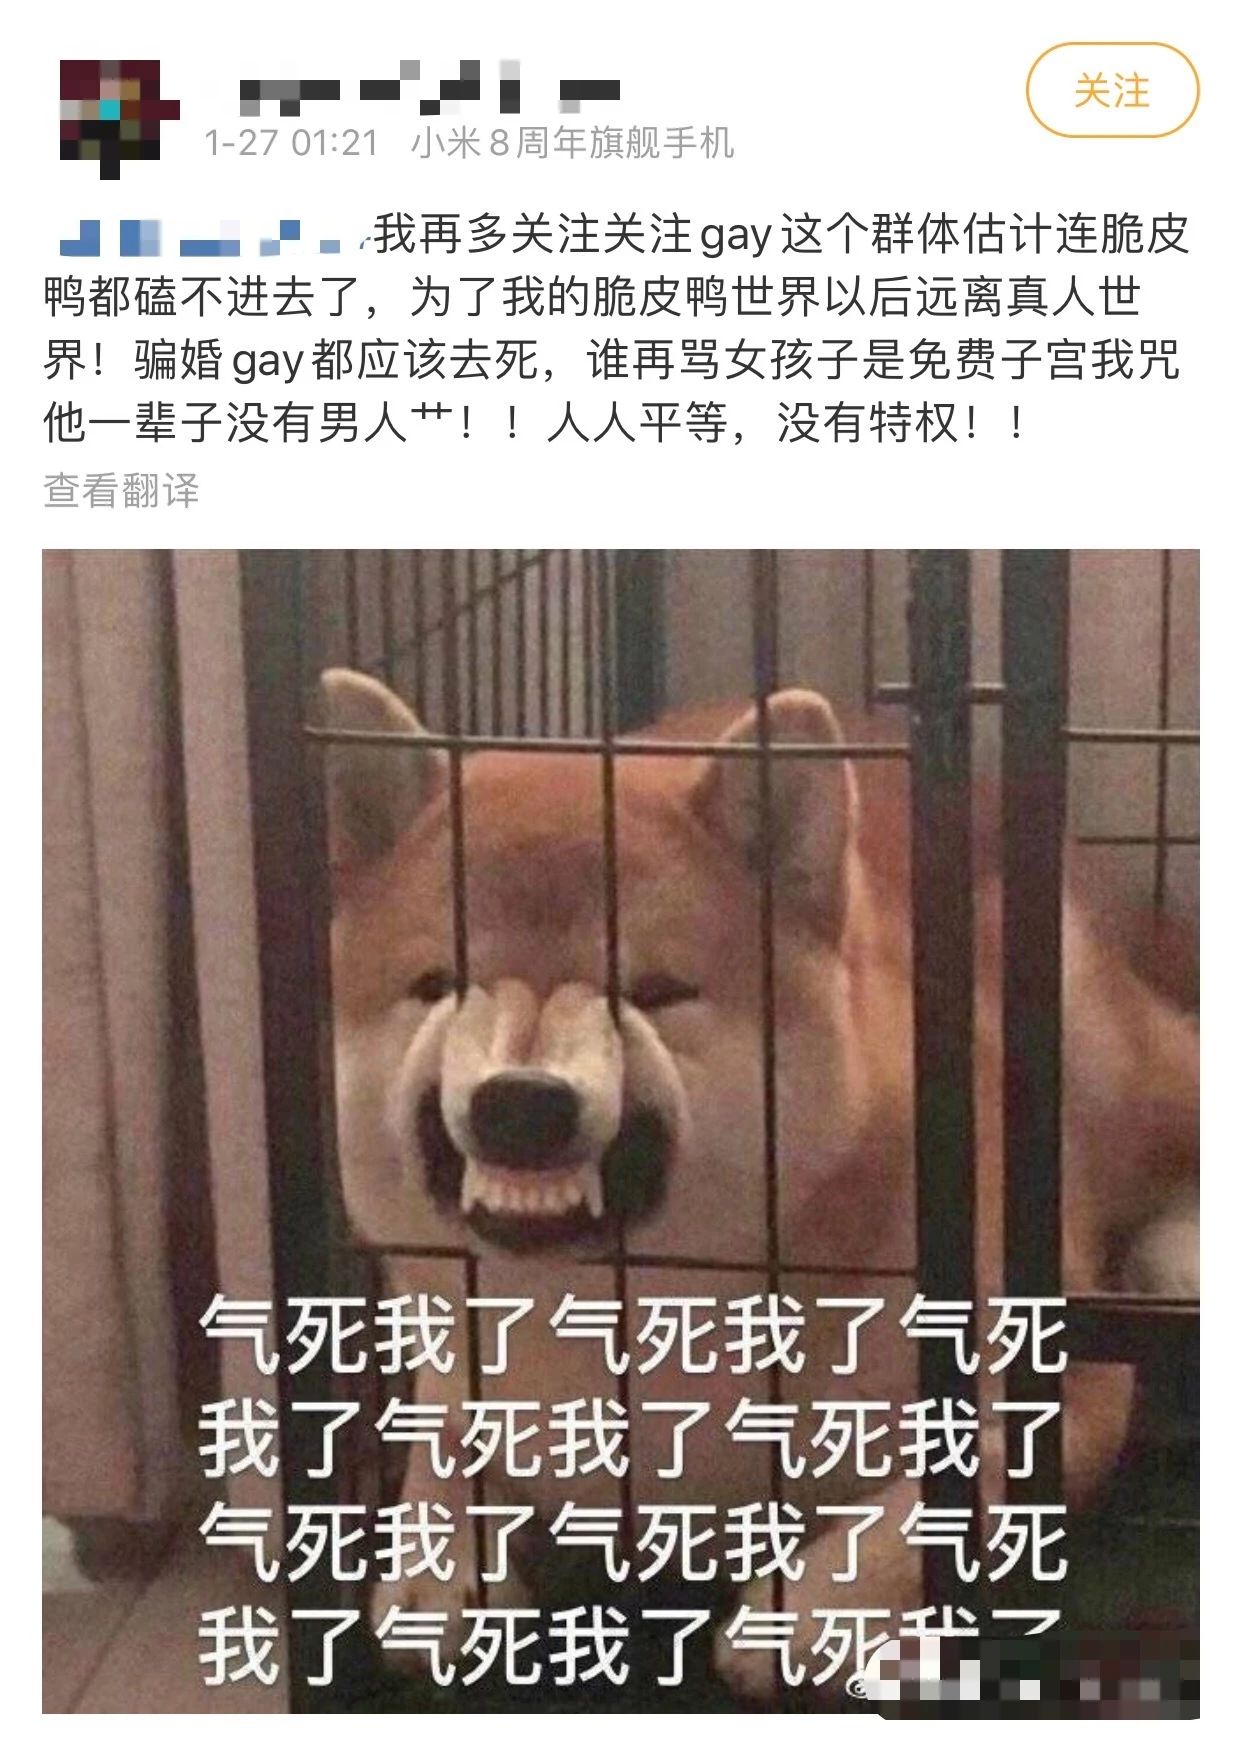 关注
1-27 01:21 小米8周年旗舰手机
我再多关注关注gay这个群体估计连脆皮
鸭都磕不进去了，为了我的脆皮鸭世界以后远离真人世
界！骗婚gay都应该去死，谁再骂女孩子是免费子宫我咒
他一辈子没有男人艹！！人人平等，没有特权！！
查看翻译
气死我了气死我了气死
我了气死我了气死我了
气死我了气死我了气死
我了气死我了气死我了